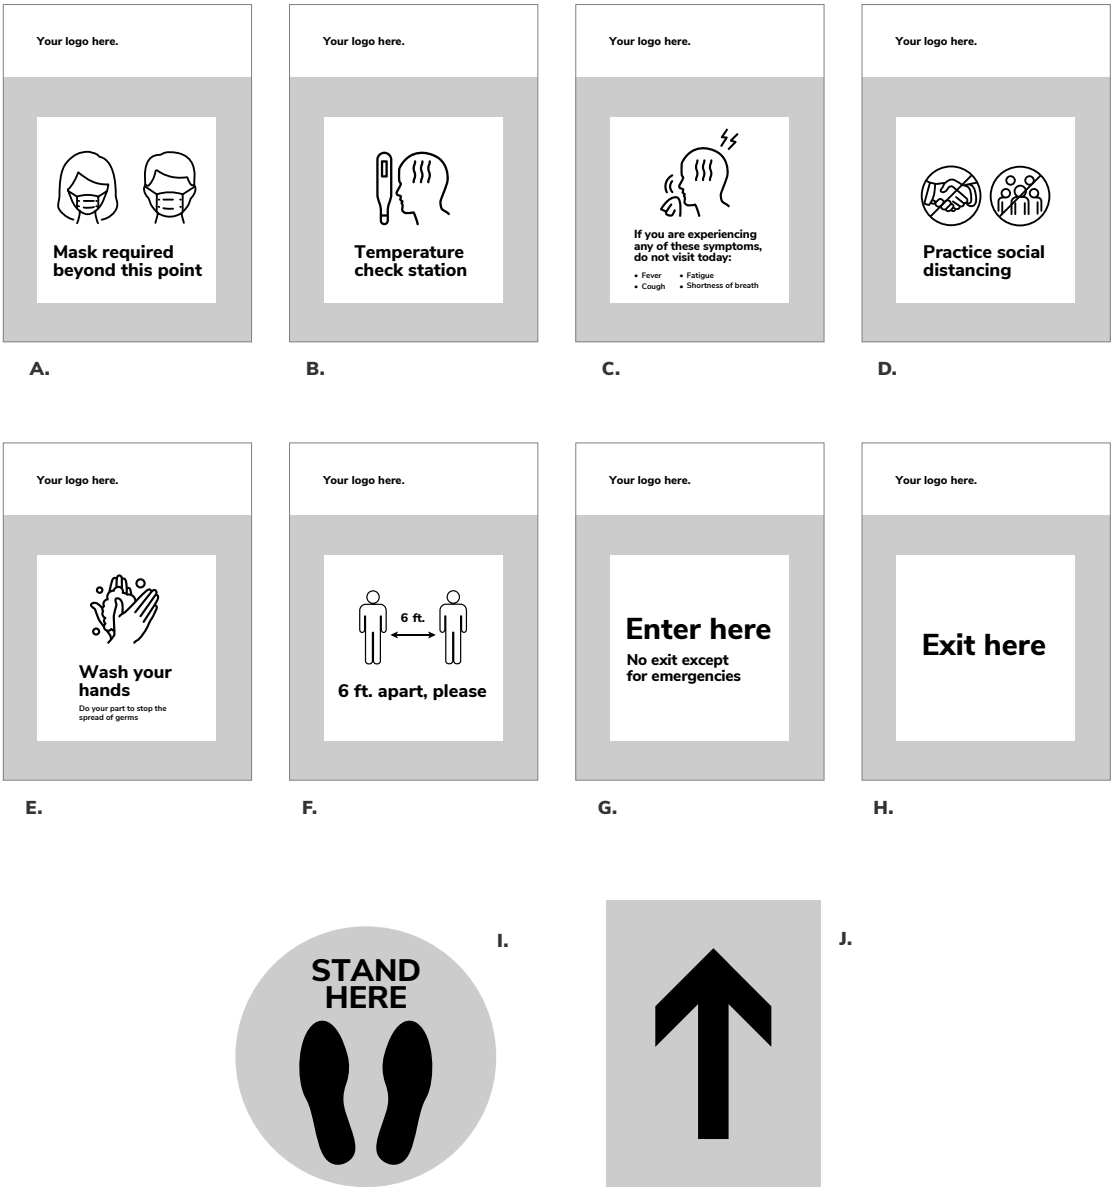 Your logo here.
Your logo here.
Your logo here.
Your logo here.
Mask required
beyond this point
Temperature
check station
If you are experiencing
any of these symptoms,
do not visit today:
• Fever • Fatigue
• Cough • Shortness of breath
Practice social
distancing
A.
B.
C.
D.
Your logo here.
Your logo here.
Your logo here.
Your logo here.
Wash your
hands
Do your part to stop the
spread of germs
6 ft.
6 ft. apart, please
Enter here
No exit except
for emergencies
Exit here
E.
F.
G.
H.
STAND
HERE
I.
J.